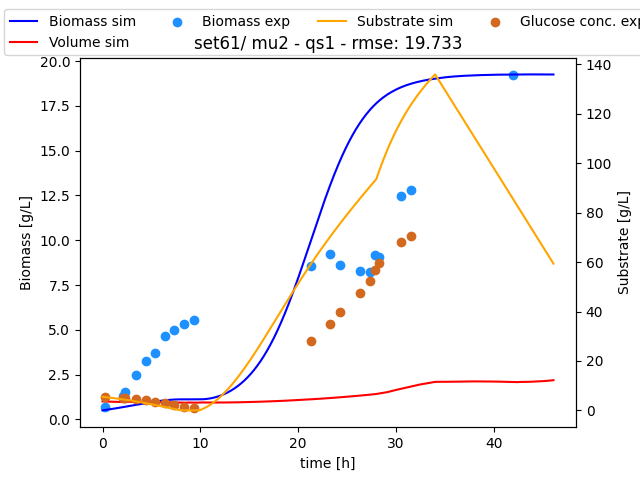 Biomass sim Biomass exp Substrate sim Glucose conc. exp
Volume sim
set61/ mu2 - qs1 - rmse: 19.733
20.0
17.5
15.0
12.5
10.0
7.5
5.0
2.5
0.0
Biomass [g/L]
140
120
100
80
60
40
20
0
Substrate [g/L]
0 10 20 30 40
time [h]